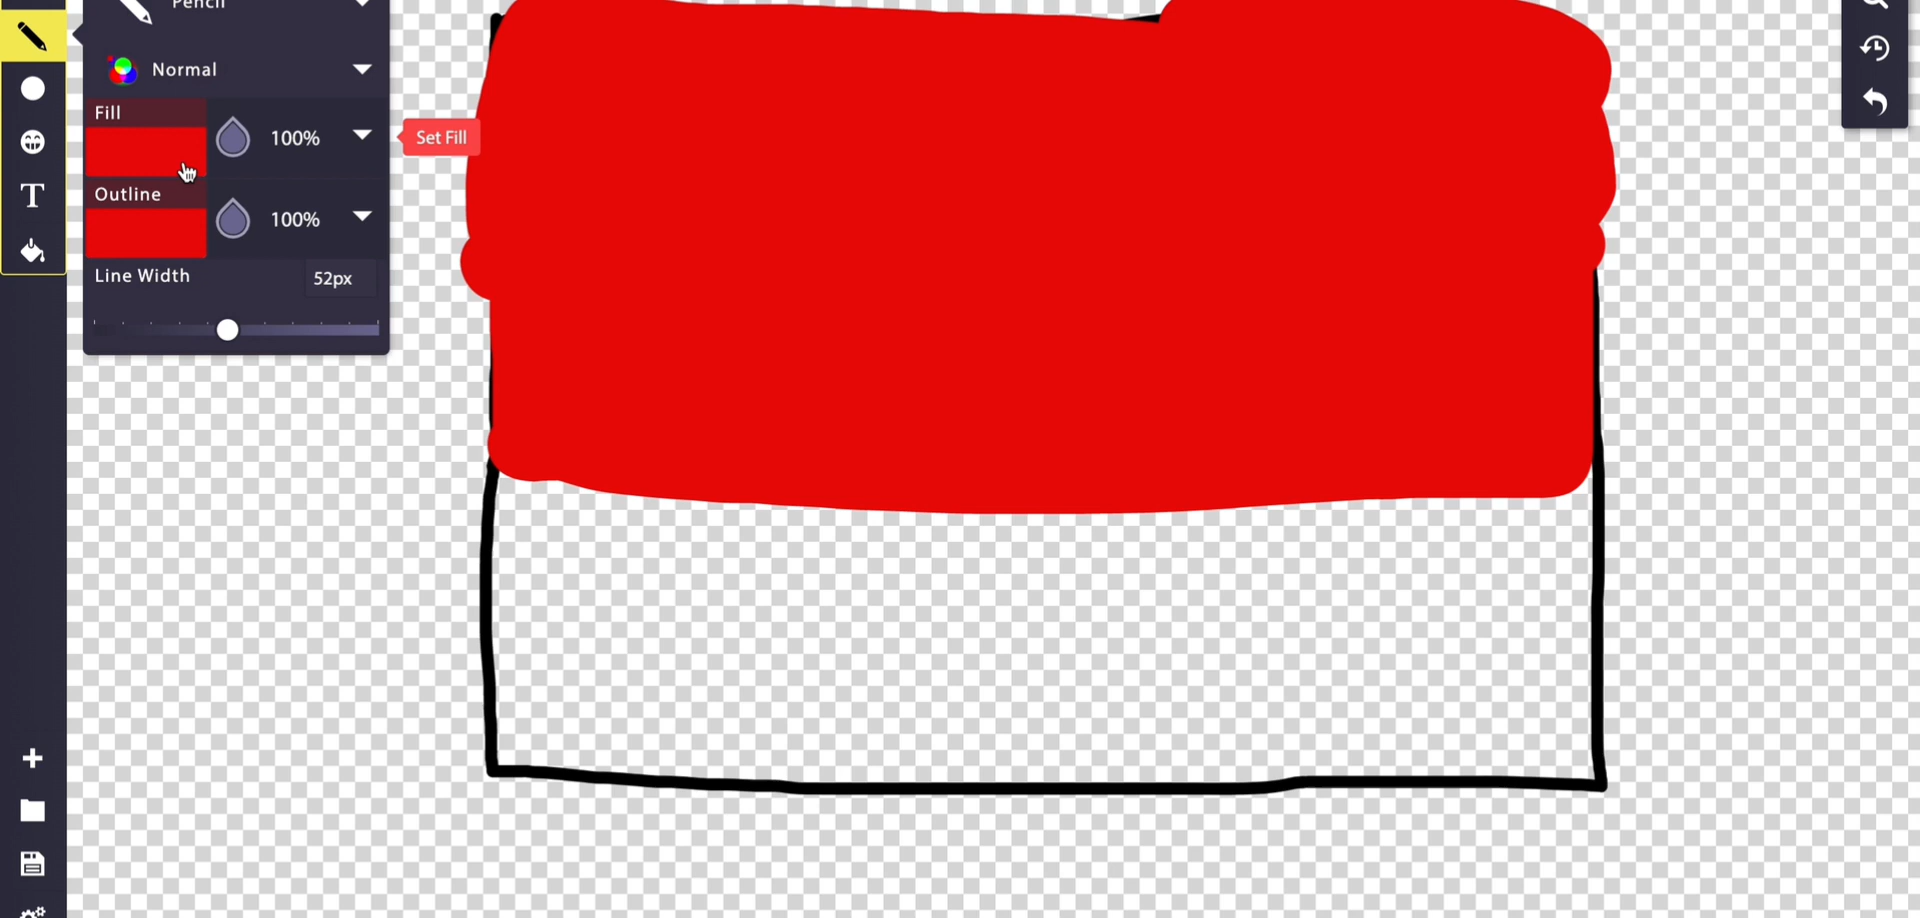 Pencil
Normal
Fill
100%
Set Fill
Outline
100%
Line Width
52px
T